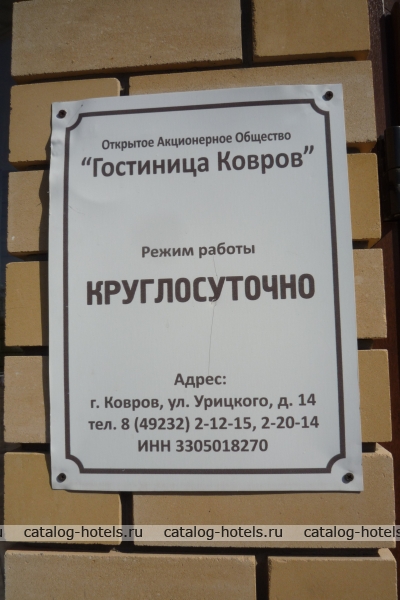 Открытое Акционерное Общество
“Гостиница Ковров”
Режим работы
КРУГЛОСУТОЧНО
Адрес:
г. Ковров, ул. Урицкого, д. 14
тел. 8 (49232) 2-12-15, 2-20-14
ИНН 3305018270
catalog-hotels.ru catalog-hotels.ru catalog-hotels.ru